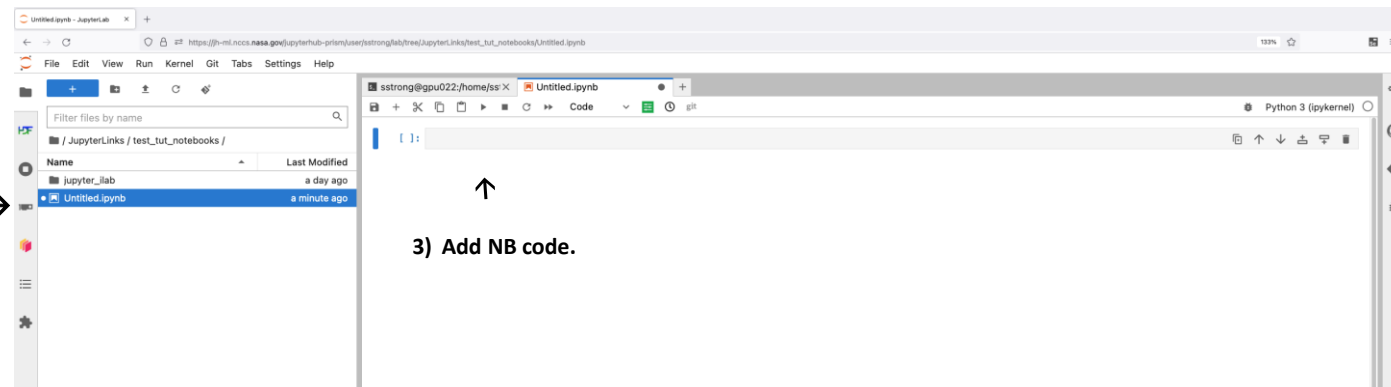 Untitled.ipynb - JupyterLab
https://jh-ml.nccs.nasa.gov/jupyterhub-prism/user/sstrong/lab/tree/JupyterLinks/test_tut_notebooks/Untitled.ipynb 133%
File Edit View Run Kernel Git Tabs Settings Help
sstrong@gpu022:/home/ss Untitled.ipynb
Code git Python 3 (ipykernel)
Filter files by name
/ JupyterLinks / test_tut_notebooks /
[ ]:
Name Last Modified
jupyter_ilab a day ago
Untitled.ipynb a minute ago
3) Add NB code.